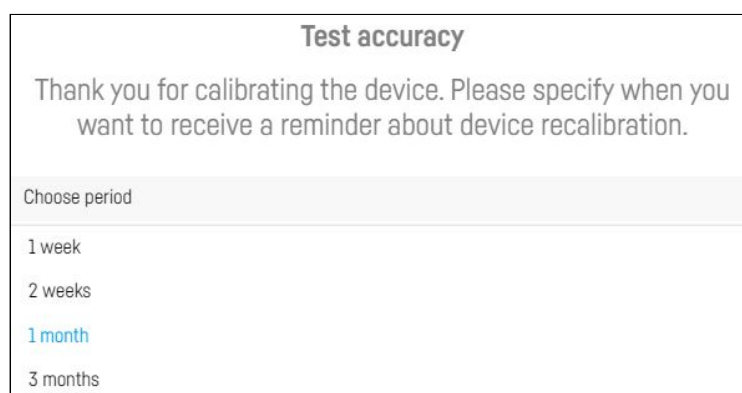 Test accuracy
Thank you for calibrating the device. Please specify when you
want to receive a reminder about device recalibration.
Choose period
1 week
2 weeks
1 month
3 months